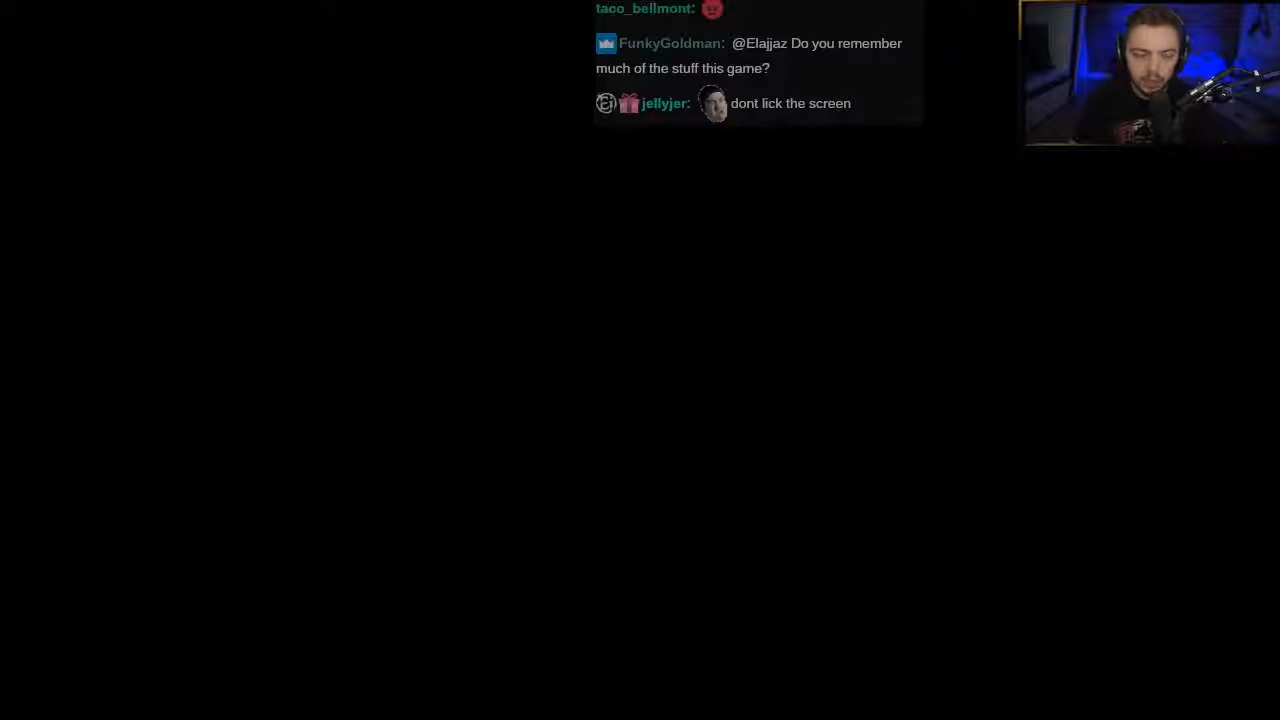 taco_bellmont:
FunkyGoldman: @Elajjaz Do you remember
much of the stuff this game?
jellyjer: dont lick the screen